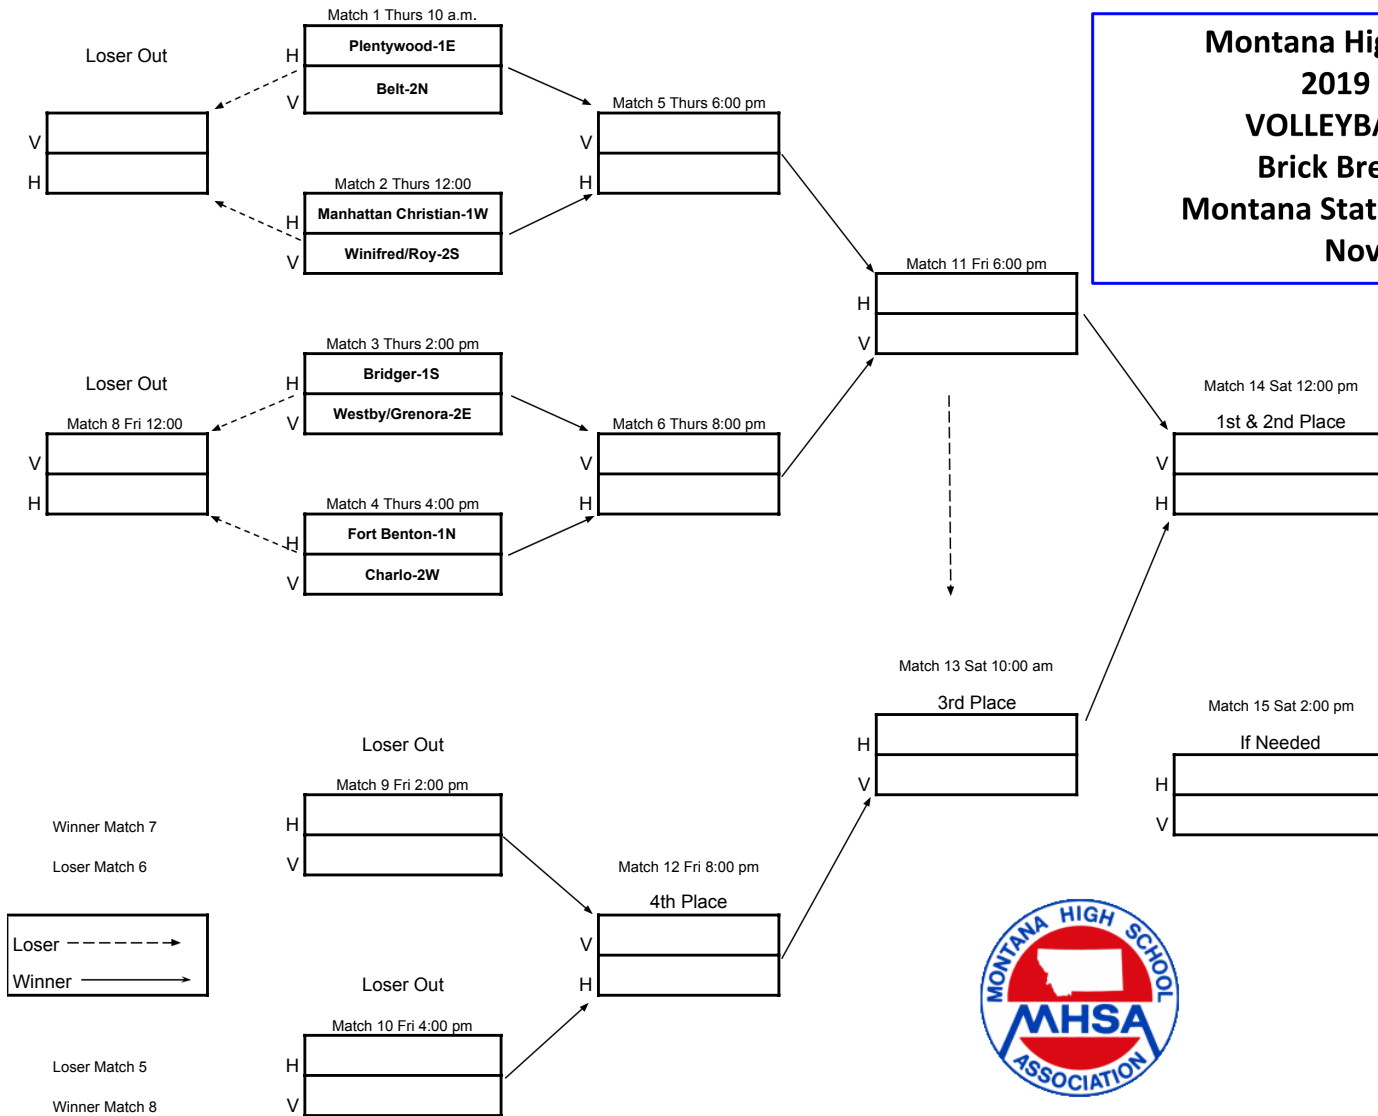 Match 1 Thurs 10 a.m.
Loser Out
H
Plentywood-1E
V
Belt-2N
V
H
Match 2 Thurs 12:00
H
Manhattan Christian-1W
V
Winifred/Roy-2S
Match 5 Thurs 6:00 pm
V
H
Montana Hig
2019
VOLLEYBA
Brick Bre
Montana Stat
Nov
Match 11 Fri 6:00 pm
H
V
Match 3 Thurs 2:00 pm
Loser Out
H
Bridger-1S
V
Westby/Grenora-2E
Match 8 Fri 12:00
V
H
Match 4 Thurs 4:00 pm
H
Fort Benton-1N
V
Charlo-2W
Match 6 Thurs 8:00 pm
V
H
Match 14 Sat 12:00 pm
1st & 2nd Place
V
H
Match 13 Sat 10:00 am
3rd Place
H
V
Match 15 Sat 2:00 pm
If Needed
H
V
Loser Out
Match 9 Fri 2:00 pm
Winner Match 7
H
Loser Match 6
V
Match 12 Fri 8:00 pm
4th Place
V
H
Loser
Winner
Loser Out
Match 10 Fri 4:00 pm
Loser Match 5
H
Winner Match 8
V
MONTANA HIGH SCHOOL
MHSA
ASSOCIATION